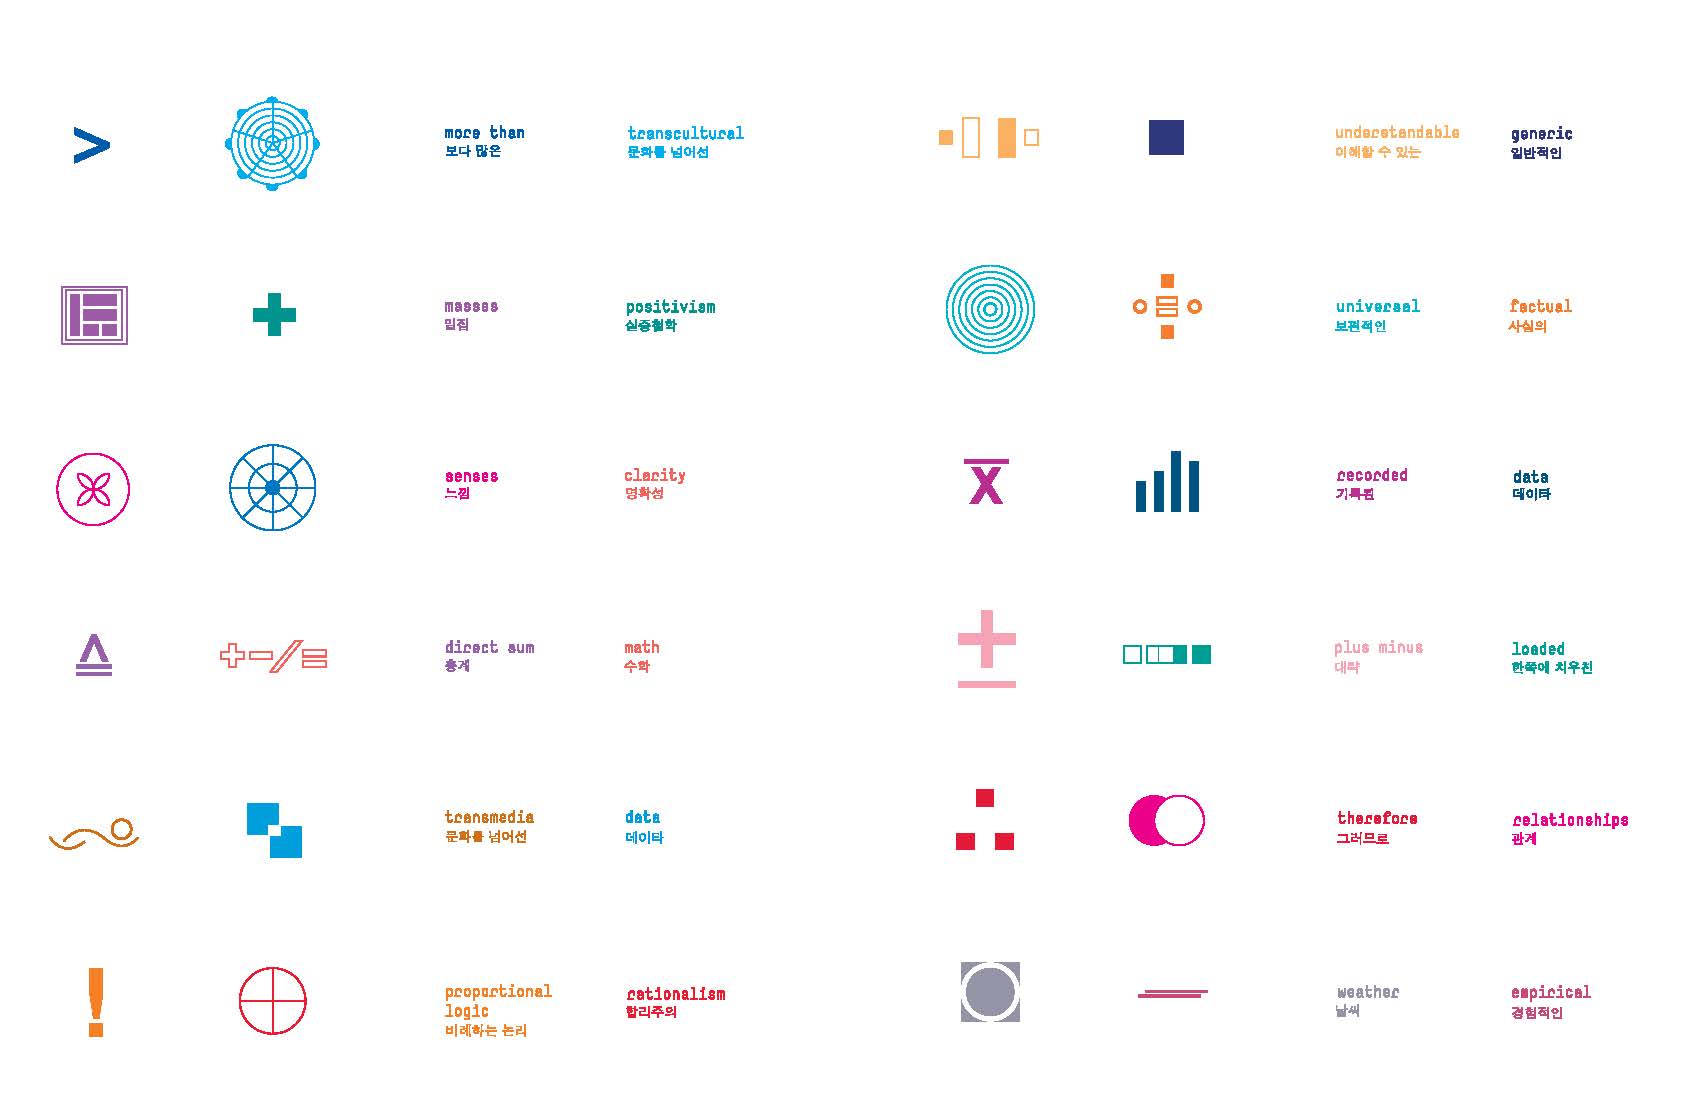 more than
보다 많은
transcultural
문화를 넘어선
understandable
이해할 수 있는
generic
일반적인
masses
밀집
positivism
실증철학
universal
보편적인
factual
사실의
senses
느낌
clarity
명확성
recorded
기록된
data
데이타
direct sum
총계
math
수학
plus minus
대략
loaded
한쪽에 치우친
transmedia
문화를 넘어선
data
데이타
therefore
그러므로
relationships
관계
proportional
logic
비례하는 논리
rationalism
합리주의
weather
날씨
empirical
경험적인